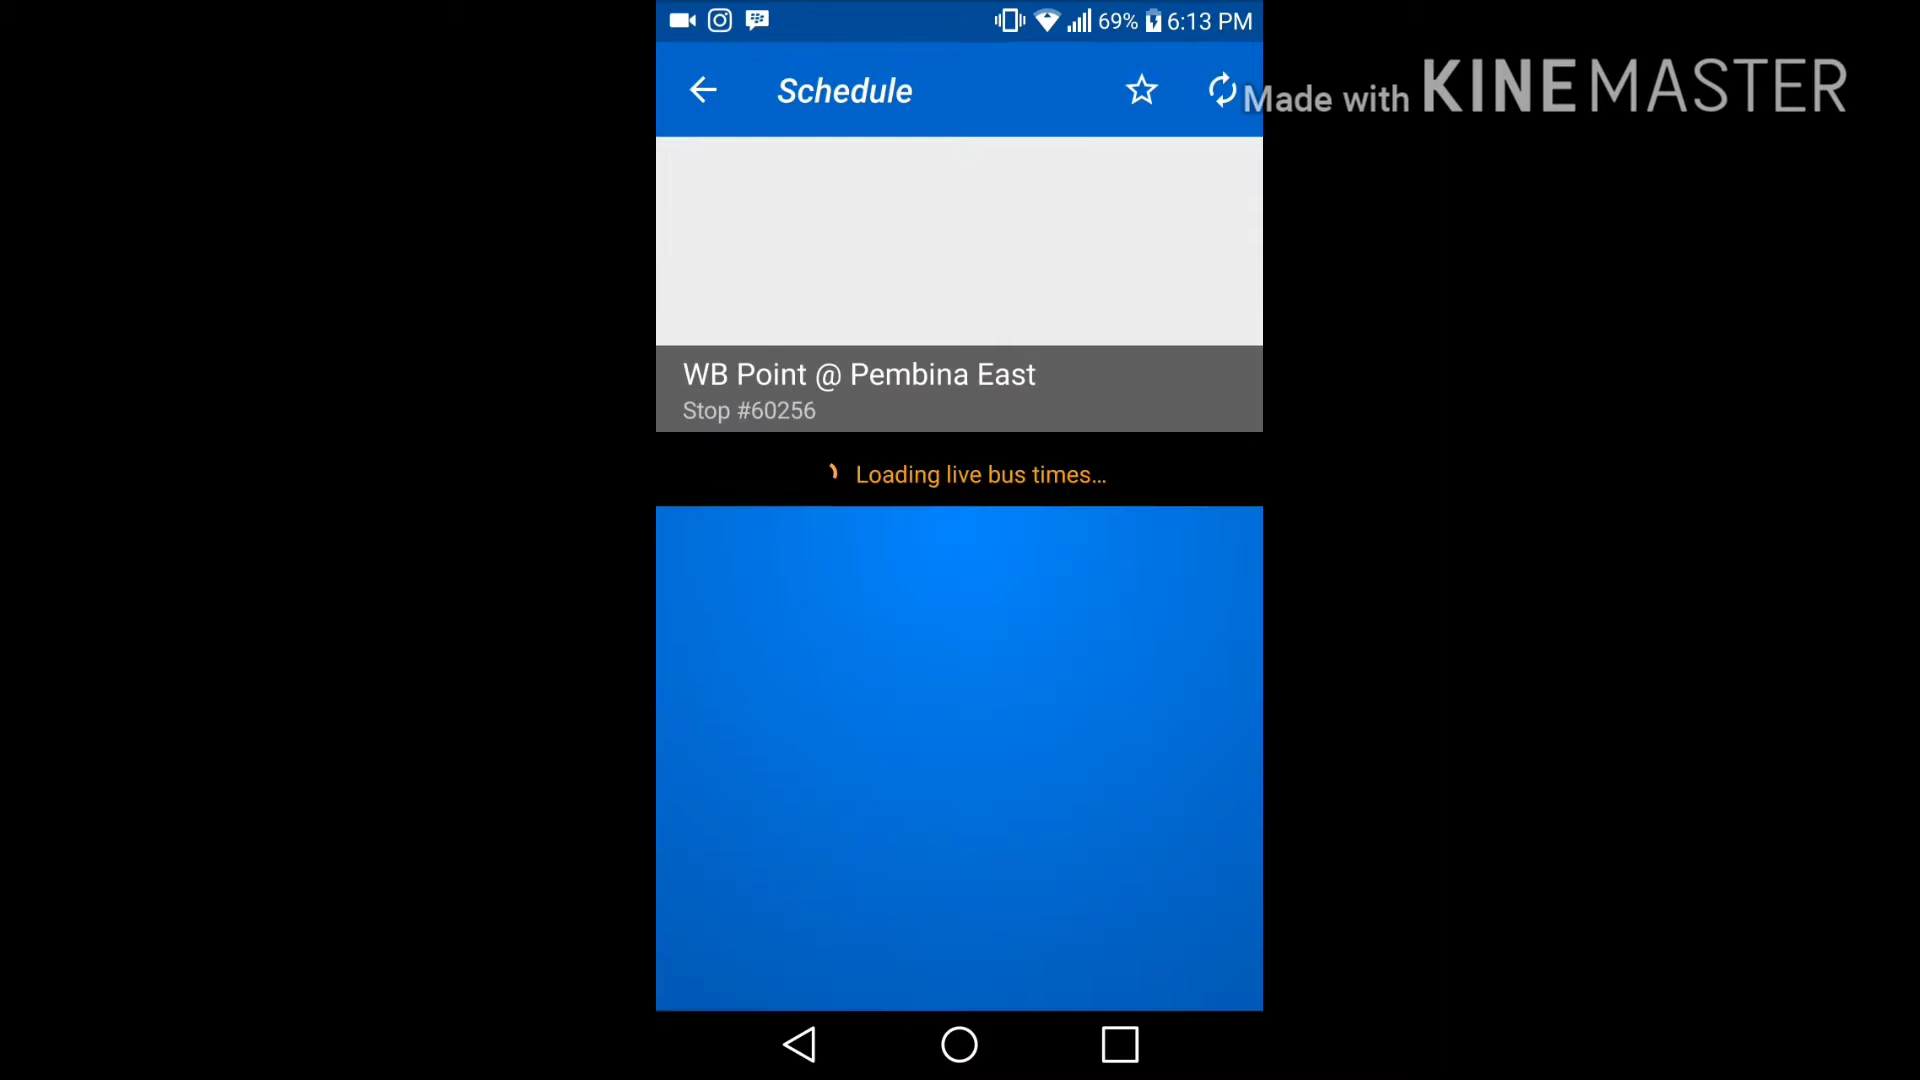 69% 6:13 PM
Schedule
Made with KINEMASTER
WB Point @ Pembina East
Stop #60256
Loading live bus times...